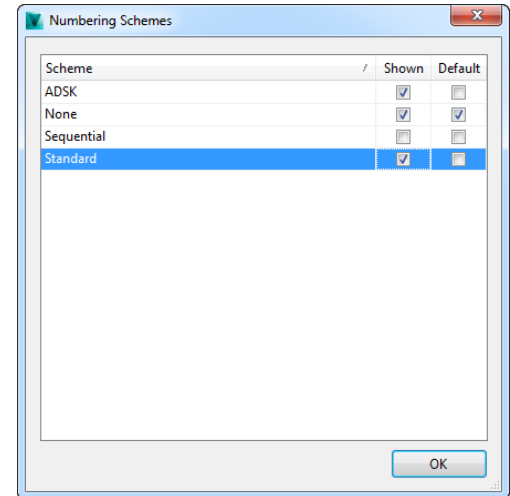 Numbering Schemes
Scheme Shown Default
ADSK
None
Sequential
Standard
OK